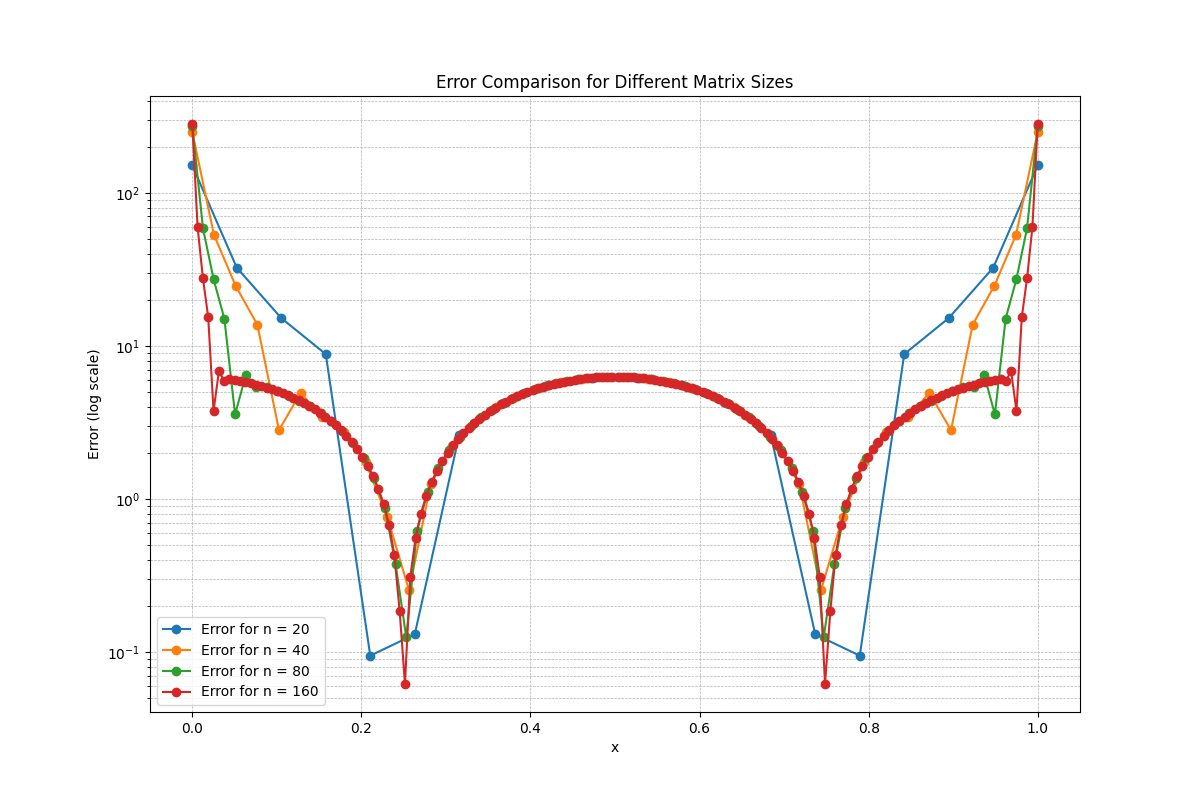 Error Comparison for Different Matrix Sizes
Error (log scale)
10²
10¹
10⁰
10⁻¹
Error for n = 20
Error for n = 40
Error for n = 80
Error for n = 160
0.0 0.2 0.4 0.6 0.8 1.0
x